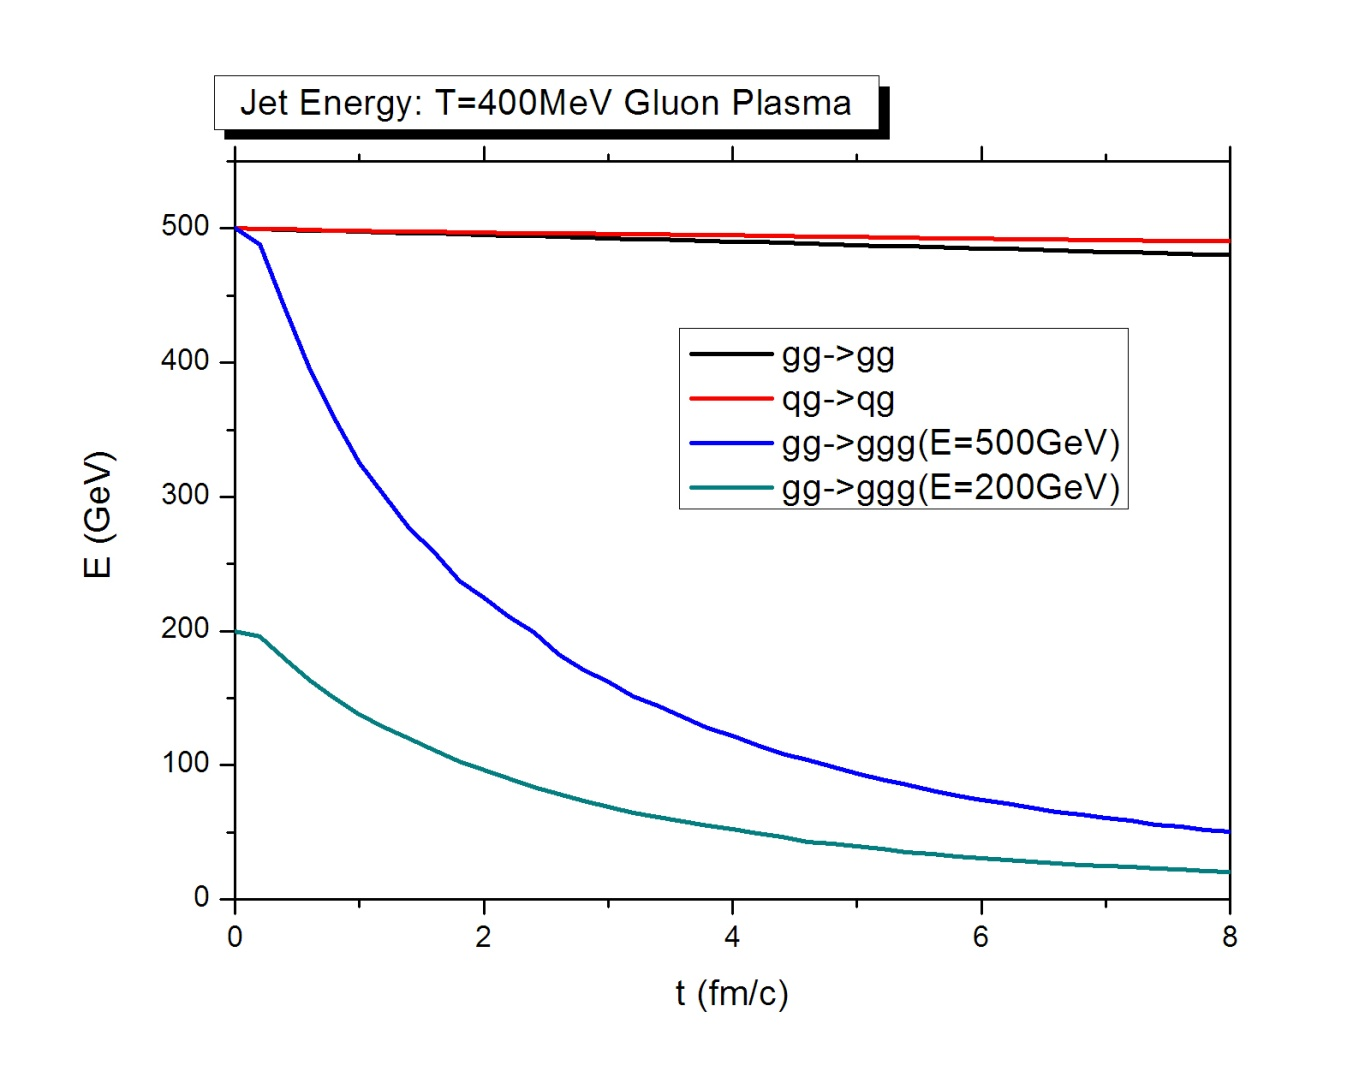 Jet Energy: T=400MeV Gluon Plasma
500
400
300
200
100
0
E (GeV)
gg->gg
qg->qg
gg->ggg(E=500GeV)
gg->ggg(E=200GeV)
0 2 4 6 8
t (fm/c)